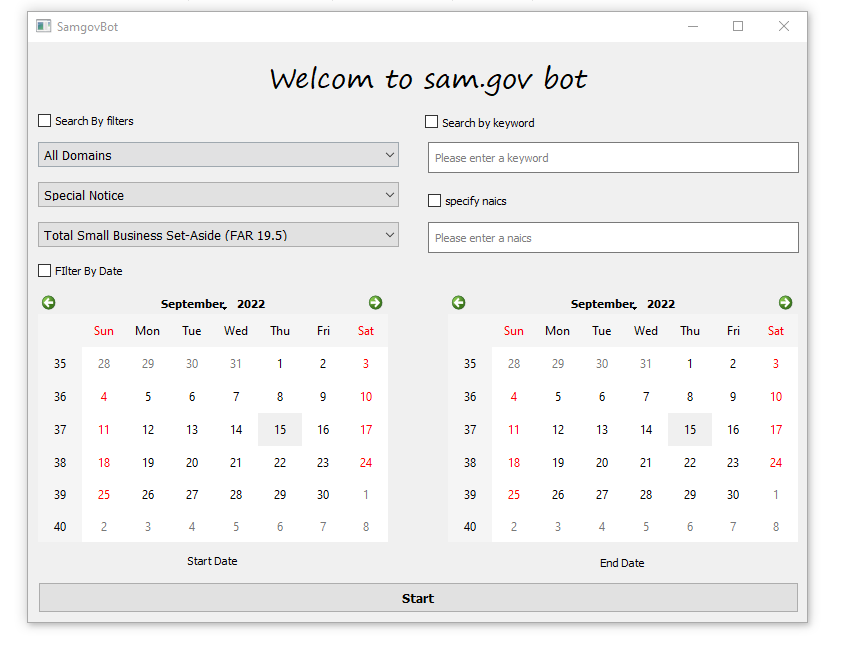 SamgovBot
Welcom to sam.gov bot
Search By filters
Search by keyword
All Domains
Please enter a keyword
Special Notice
specify naics
Total Small Business Set-Aside (FAR 19.5)
Please enter a naics
FIlter By Date
September, 2022
Sun Mon Tue Wed Thu Fri Sat
35 28 29 30 31 1 2 3
36 4 5 6 7 8 9 10
37 11 12 13 14 15 16 17
38 18 19 20 21 22 23 24
39 25 26 27 28 29 30 1
40 2 3 4 5 6 7 8
Start Date
September, 2022
Sun Mon Tue Wed Thu Fri Sat
35 28 29 30 31 1 2 3
36 4 5 6 7 8 9 10
37 11 12 13 14 15 16 17
38 18 19 20 21 22 23 24
39 25 26 27 28 29 30 1
40 2 3 4 5 6 7 8
End Date
Start